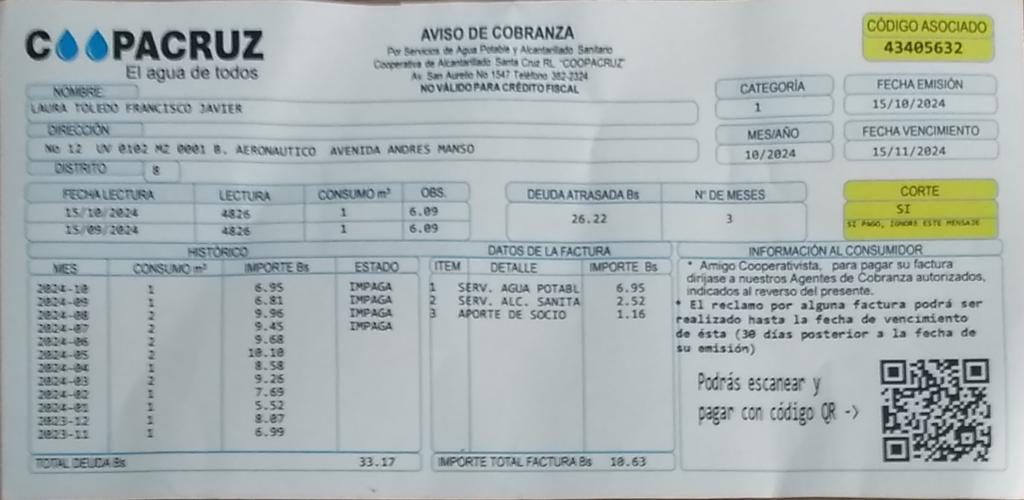 COOPACRUZ
El agua de todos
AVISO DE COBRANZA
Por Servicios de Agua Potable y Alcantarillado Sanitario
Cooperativa de Alcantarillado Santa Cruz RL "COOPACRUZ"
Av. San Aurelio No 1547 Teléfono 362-2324
NO VÁLIDO PARA CRÉDITO FISCAL
CÓDIGO ASOCIADO
43405632
NOMBRE:
LAURA TOLEDO FRANCISCO JAVIER
CATEGORÍA
1
FECHA EMISIÓN
15/10/2024
DIRECCIÓN
No 12 UV 0102 MZ 0001 B. AERONAUTICO AVENIDA ANDRES MANSO
MES/AÑO
10/2024
FECHA VENCIMIENTO
15/11/2024
DISTRITO 8
FECHA LECTURA LECTURA CONSUMO m³ OBS.
15/10/2024 4826 1 6.09
15/09/2024 4826 1 6.09
DEUDA ATRASADA Bs Nº DE MESES
26.22 3
CORTE
SI
SI PAGO, IGNORE ESTE MENSAJE
HISTÓRICO
MES CONSUMO m³ IMPORTE Bs ESTADO
2024-10 1 6.95 IMPAGA
2024-09 1 6.81 IMPAGA
2024-08 2 9.96 IMPAGA
2024-07 2 9.45 IMPAGA
2024-06 2 9.68
2024-05 2 10.10
2024-04 1 8.58
2024-03 2 9.26
2024-02 1 7.69
2024-01 1 5.52
2023-12 1 8.07
2023-11 1 6.99
TOTAL DEUDA Bs 33.17
DATOS DE LA FACTURA
ITEM DETALLE IMPORTE Bs
1 SERV. AGUA POTABL 6.95
2 SERV. ALC. SANITA 2.52
3 APORTE DE SOCIO 1.16
IMPORTE TOTAL FACTURA Bs 10.63
INFORMACIÓN AL CONSUMIDOR
* Amigo Cooperativista, para pagar su factura
dirijase a nuestros Agentes de Cobranza autorizados,
indicados al reverso del presente.
* El reclamo por alguna factura podrá ser
realizado hasta la fecha de vencimiento
de ésta (30 días posterior a la fecha de
su emisión)
Podrás escanear y
pagar con código QR ->